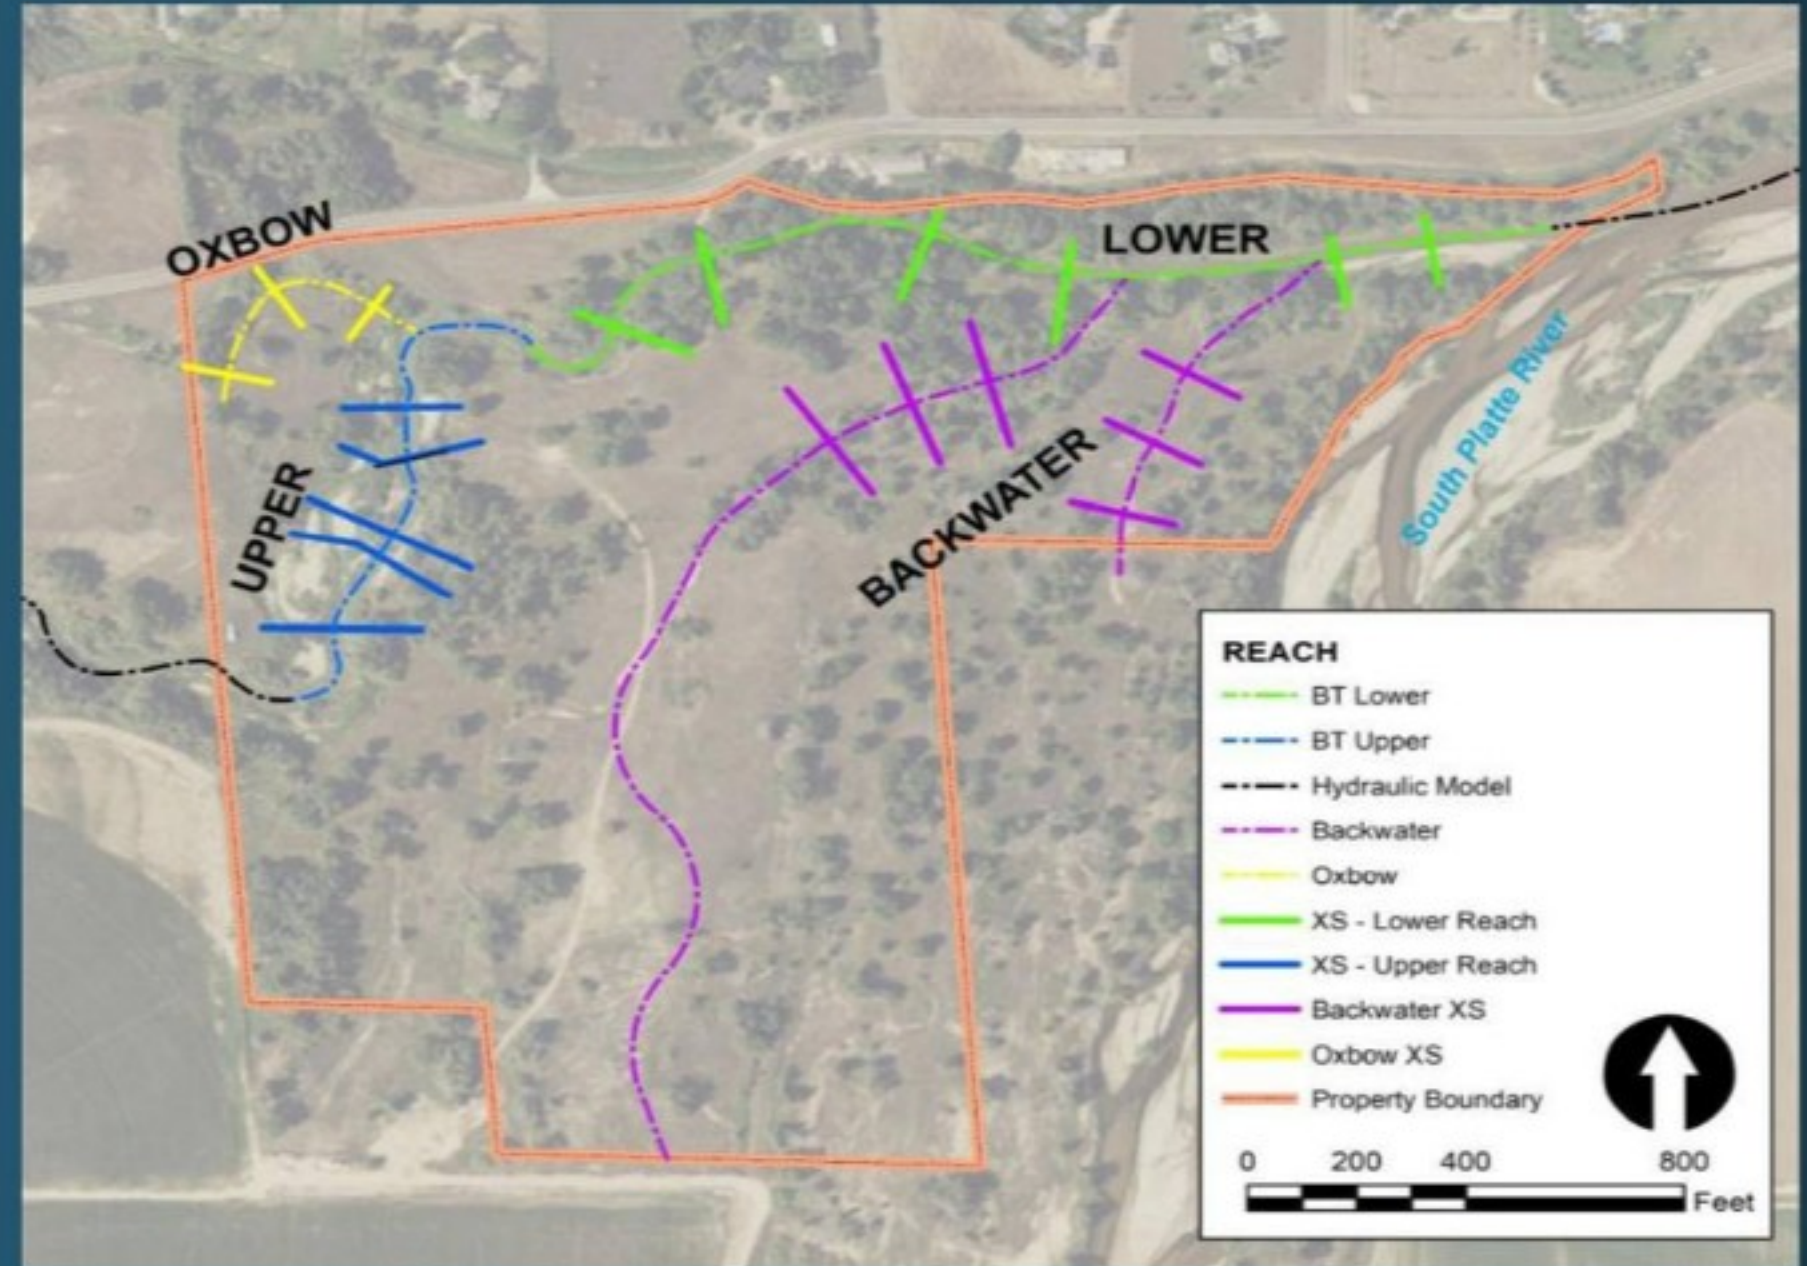 OXBOW
LOWER
UPPER
BACKWATER
South Platte River
REACH
BT Lower
BT Upper
Hydraulic Model
Backwater
Oxbow
XS - Lower Reach
XS - Upper Reach
Backwater XS
Oxbow XS
Property Boundary
0 200 400 800
Feet